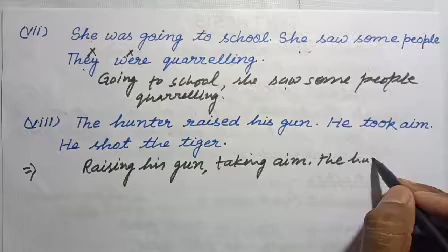 (vii) She was going to school. She saw some people
They were quarrelling.
Going to school, she saw some people
quarrelling.
(viii) The hunter raised his gun. He took aim.
He shot the tiger.
⇒ Raising his gun, taking aim. the hu